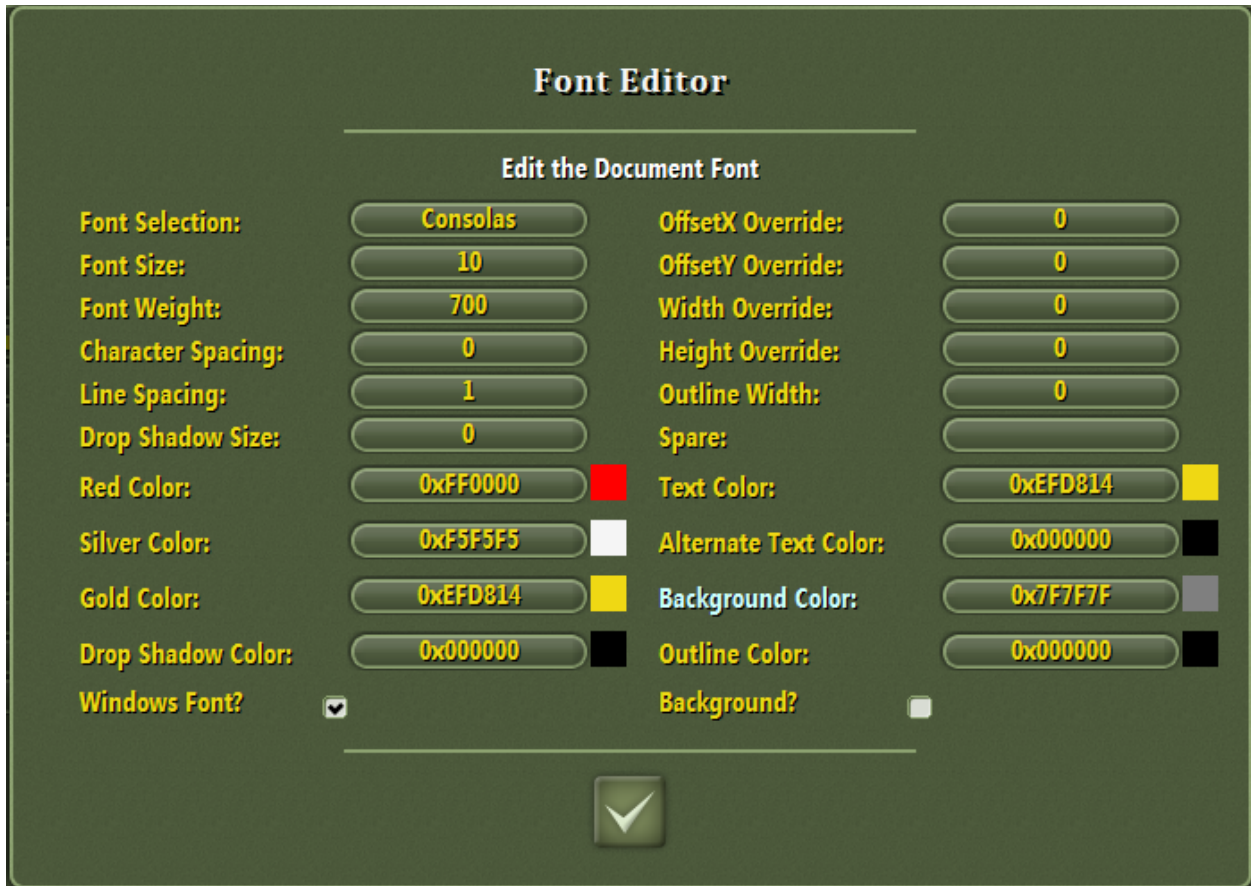 Font Editor
Edit the Document Font
Font Selection: Consolas OffsetX Override: 0
Font Size: 10 OffsetY Override: 0
Font Weight: 700 Width Override: 0
Character Spacing: 0 Height Override: 0
Line Spacing: 1 Outline Width: 0
Drop Shadow Size: 0 Spare:
Red Color: 0xFF0000 Text Color: 0xEFD814
Silver Color: 0xF5F5F5 Alternate Text Color: 0x000000
Gold Color: 0xEFD814 Background Color: 0x7F7F7F
Drop Shadow Color: 0x000000 Outline Color: 0x000000
Windows Font? Background?